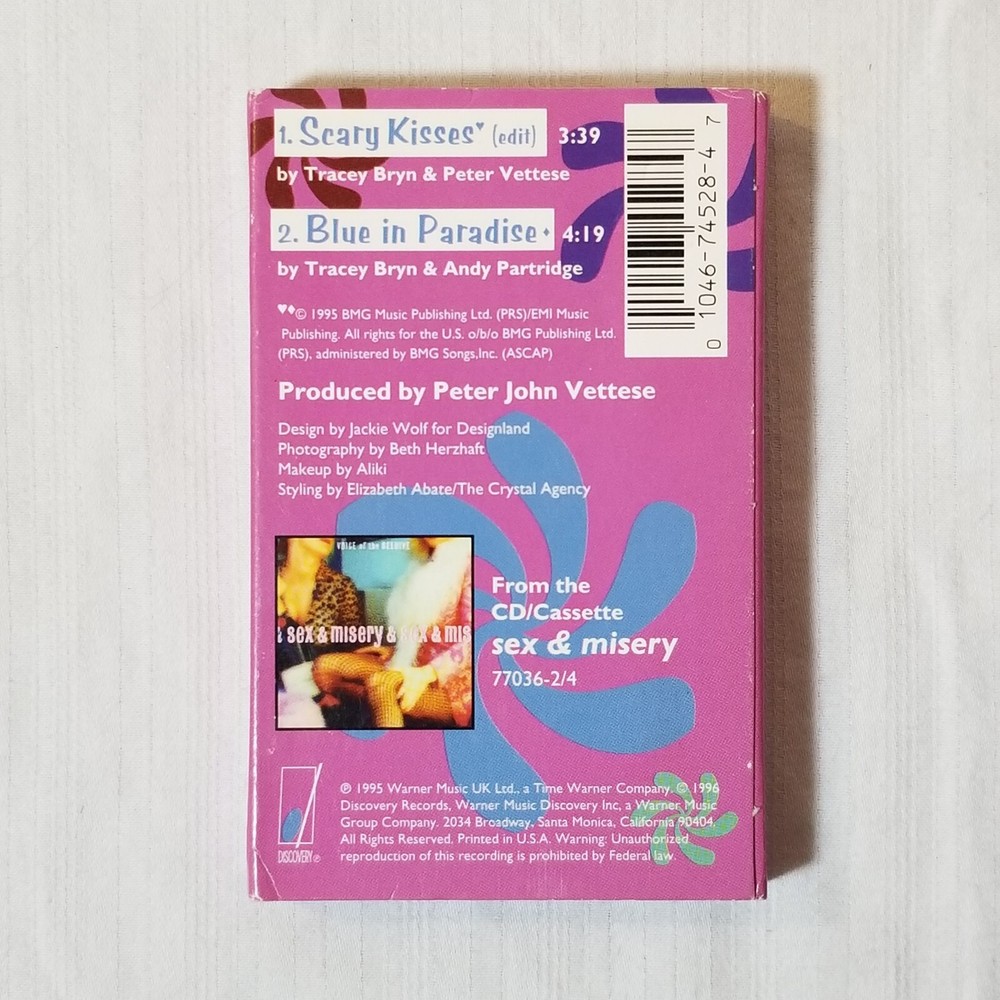 1. Scary Kisses♥ (edit) 3:39
by Tracey Bryn & Peter Vettese
2. Blue in Paradise♦ 4:19
by Tracey Bryn & Andy Partridge
0 1046-74528-4 7
♥♦© 1995 BMG Music Publishing Ltd. (PRS)/EMI Music
Publishing. All rights for the U.S. o/b/o BMG Publishing Ltd.
(PRS), administered by BMG Songs,Inc. (ASCAP)
Produced by Peter John Vettese
Design by Jackie Wolf for Designland
Photography by Beth Herzhaft
Makeup by Aliki
Styling by Elizabeth Abate/The Crystal Agency
VOICE of the BEEHIVE
& sex & misery & sex & mis
From the
CD/Cassette
sex & misery
77036-2/4
℗ 1995 Warner Music UK Ltd., a Time Warner Company. © 1996
Discovery Records, Warner Music Discovery Inc, a Warner Music
Group Company. 2034 Broadway, Santa Monica, California 90404.
All Rights Reserved. Printed in U.S.A. Warning: Unauthorized
reproduction of this recording is prohibited by Federal law.
DISCOVERY®